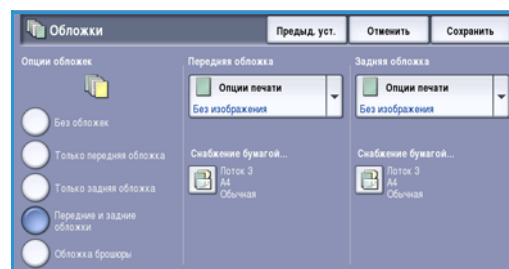 Обложки
Предыд. уст.
Отменить
Сохранить
Опции обложек
Без обложек
Только передняя обложка
Только задняя обложка
Передние и задние
обложки
Обложка брошюры
Передняя обложка
Опции печати
Без изображения
Снабжение бумагой...
Лоток 3
A4
Обычная
Задняя обложка
Опции печати
Без изображения
Снабжение бумагой...
Лоток 3
A4
Обычная